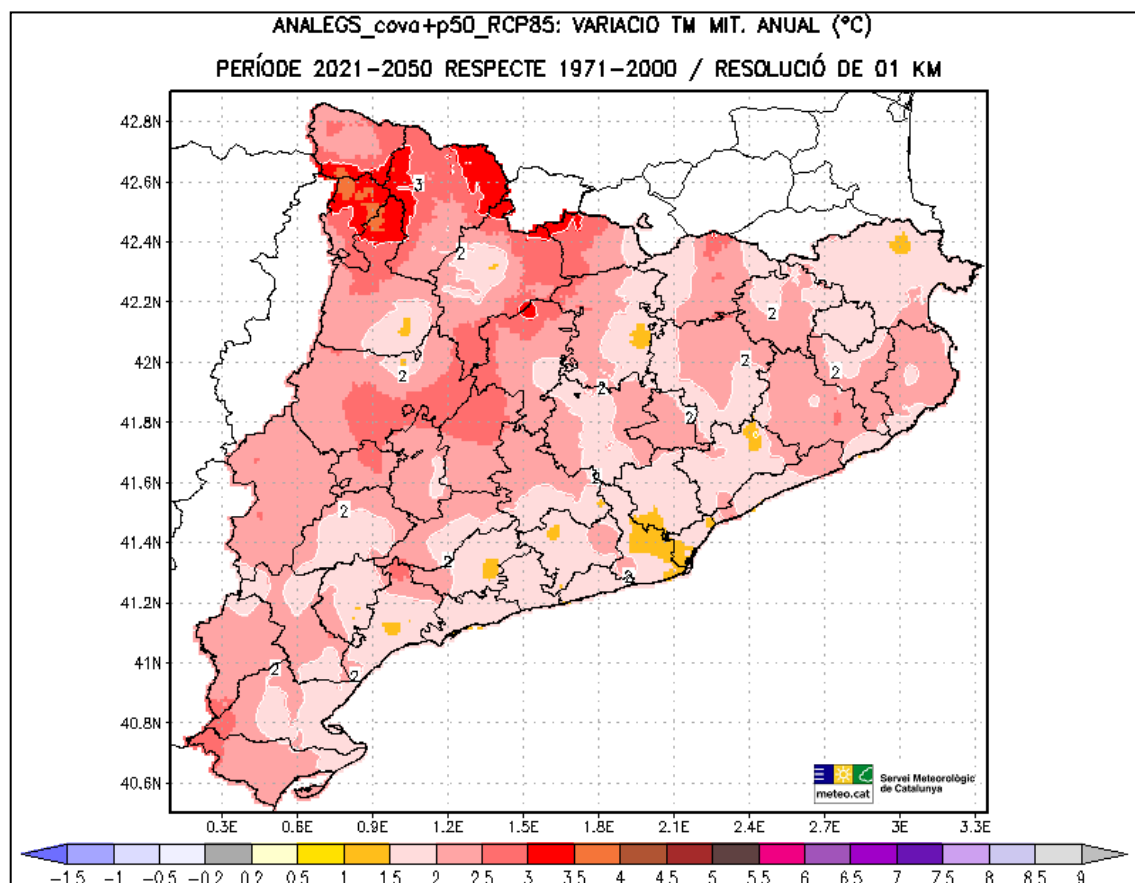 ANALEGS_cova+p50_RCP85: VARIACIO TM MIT. ANUAL (°C)
PERÍODE 2021-2050 RESPECTE 1971-2000 / RESOLUCIÓ DE 01 KM
42.8N
42.6N
3
42.4N
2
42.2N
2
42N
2
2
2
2
41.8N
2
2
41.6N
2
2
41.4N
2
2
41.2N
41N
2
2
40.8N
40.6N
meteo.cat
Servei Meteorològic
de Catalunya
0.3E 0.6E 0.9E 1.2E 1.5E 1.8E 2.1E 2.4E 2.7E 3E 3.3E
-1.5 -1 -0.5 -0.2 0.2 0.5 1 1.5 2 2.5 3 3.5 4 4.5 5 5.5 6 6.5 7 7.5 8 8.5 9